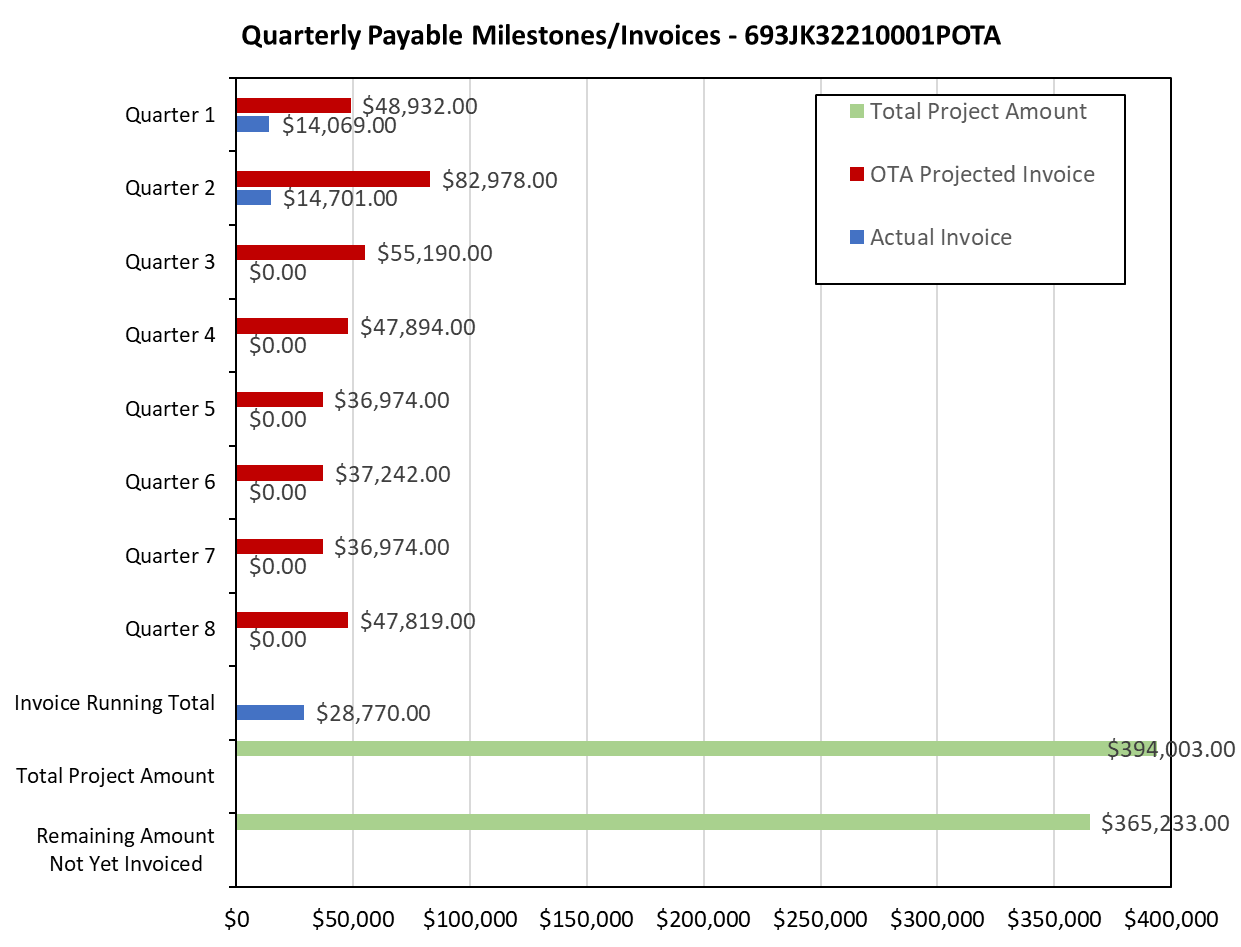 Quarterly Payable Milestones/Invoices - 693JK32210001POTA
Total Project Amount
OTA Projected Invoice
Actual Invoice
Quarter 1
$48,932.00
$14,069.00
Quarter 2
$82,978.00
$14,701.00
Quarter 3
$55,190.00
$0.00
Quarter 4
$47,894.00
$0.00
Quarter 5
$36,974.00
$0.00
Quarter 6
$37,242.00
$0.00
Quarter 7
$36,974.00
$0.00
Quarter 8
$47,819.00
$0.00
Invoice Running Total
$28,770.00
Total Project Amount
$394,003.00
Remaining Amount
Not Yet Invoiced
$365,233.00
$0 $50,000 $100,000 $150,000 $200,000 $250,000 $300,000 $350,000 $400,000